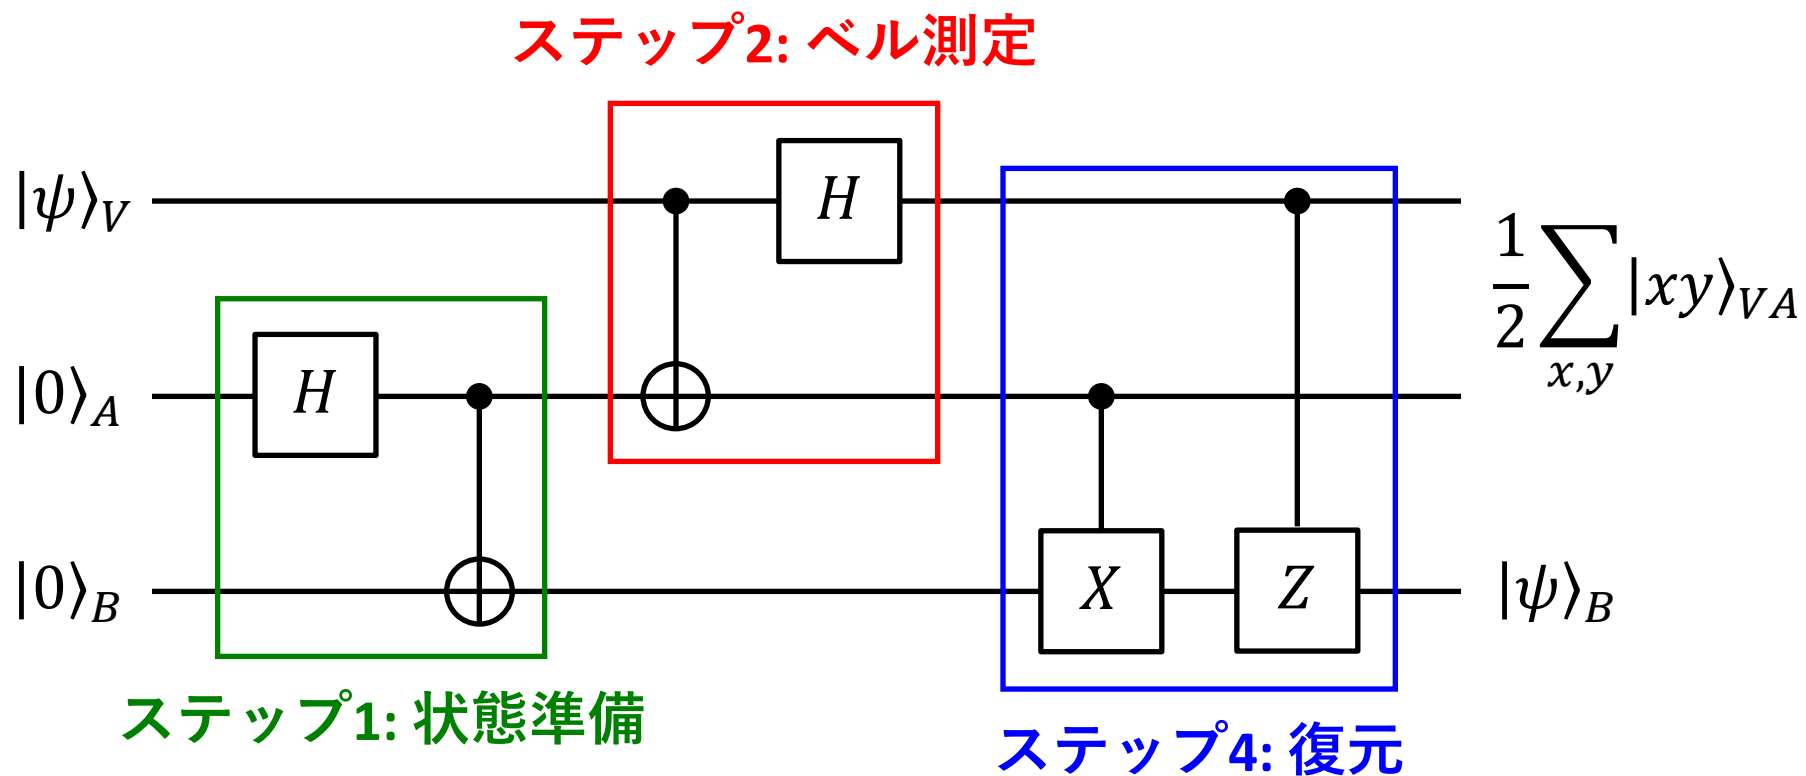 ステップ2: ベル測定
|ψ⟩V
H
1/2 ∑x,y |xy⟩VA
|0⟩A
H
|0⟩B
X
Z
|ψ⟩B
ステップ1: 状態準備
ステップ4: 復元